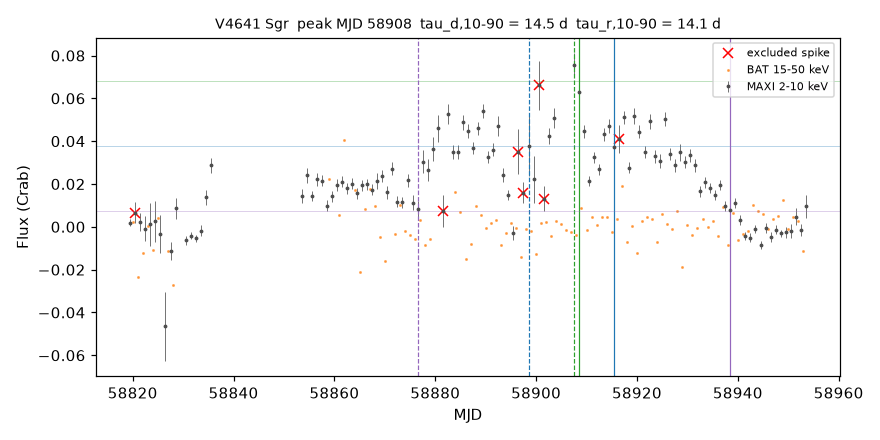 V4641 Sgr  peak MJD 58908  tau_d,10-90 = 14.5 d  tau_r,10-90 = 14.1 d
excluded spike
BAT 15-50 keV
MAXI 2-10 keV
Flux (Crab)
0.08
0.06
0.04
0.02
0.00
−0.02
−0.04
−0.06
58820 58840 58860 58880 58900 58920 58940 58960
MJD